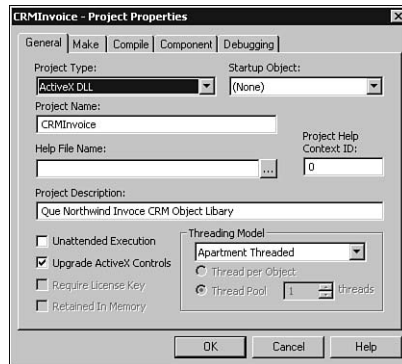 CRMInvoice - Project Properties
General Make Compile Component Debugging
Project Type:
ActiveX DLL
Startup Object:
(None)
Project Name:
CRMInvoice
Help File Name:
...
Project Help
Context ID:
0
Project Description:
Que Northwind Invoce CRM Object Libary
Unattended Execution
Upgrade ActiveX Controls
Require License Key
Retained In Memory
Threading Model
Apartment Threaded
Thread per Object
Thread Pool 1 threads
OK Cancel Help